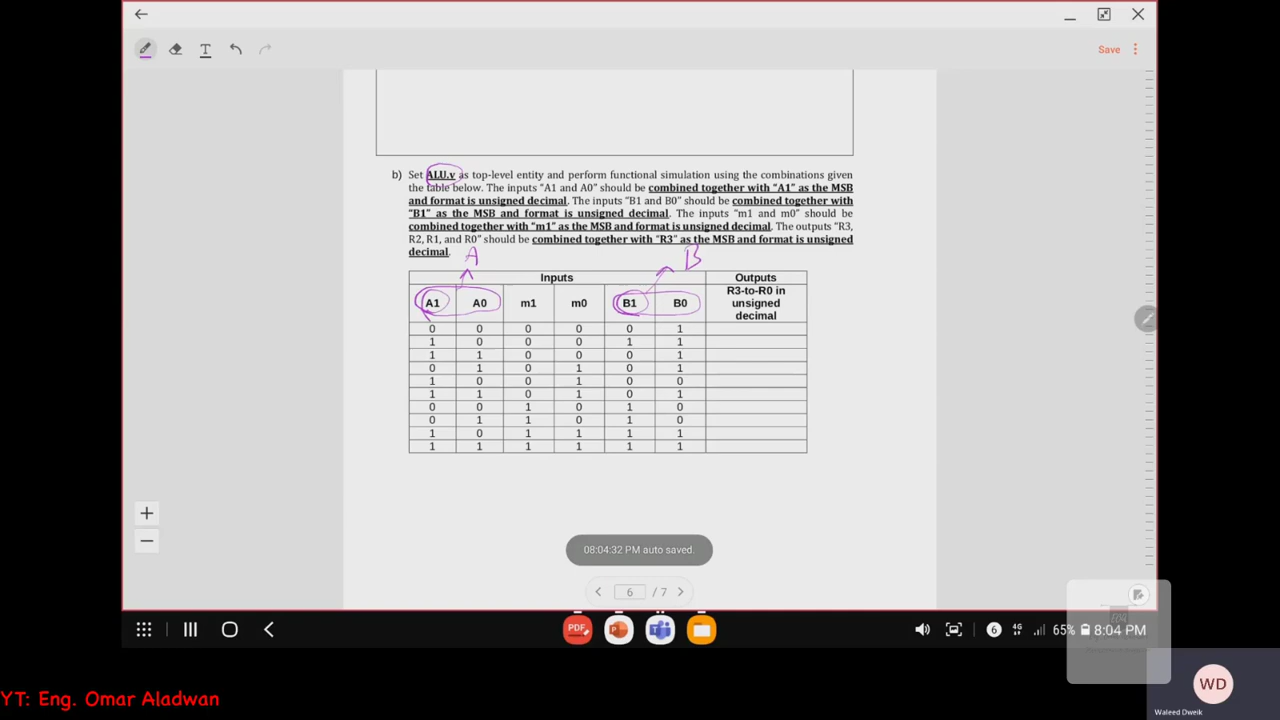 Save
b) Set ALU.v as top-level entity and perform functional simulation using the combinations given
the table below. The inputs "A1 and A0" should be combined together with "A1" as the MSB
and format is unsigned decimal. The inputs "B1 and B0" should be combined together with
"B1" as the MSB and format is unsigned decimal. The inputs "m1 and m0" should be
combined together with "m1" as the MSB and format is unsigned decimal. The outputs "R3,
R2, R1, and R0" should be combined together with "R3" as the MSB and format is unsigned
decimal.
A B
Inputs Outputs
A1 A0 m1 m0 B1 B0 R3-to-R0 in
unsigned
decimal
0 0 0 0 0 1
1 0 0 0 1 1
1 1 0 0 0 1
0 1 0 1 0 1
1 0 0 1 0 0
1 1 0 1 0 1
0 0 1 0 1 0
0 1 1 0 1 0
1 0 1 1 1 1
1 1 1 1 1 1
08:04:32 PM auto saved.
6 / 7
PDF
6 4G 65% 8:04 PM
WD
Waleed Dweik
YT: Eng. Omar Aladwan